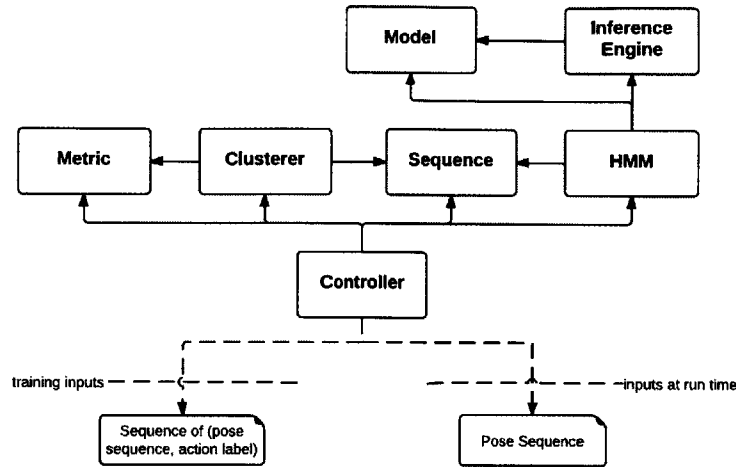 Model
Inference
Engine
Metric
Clusterer
Sequence
HMM
Controller
training inputs
inputs at run time
Sequence of (pose
sequence, action label)
Pose Sequence